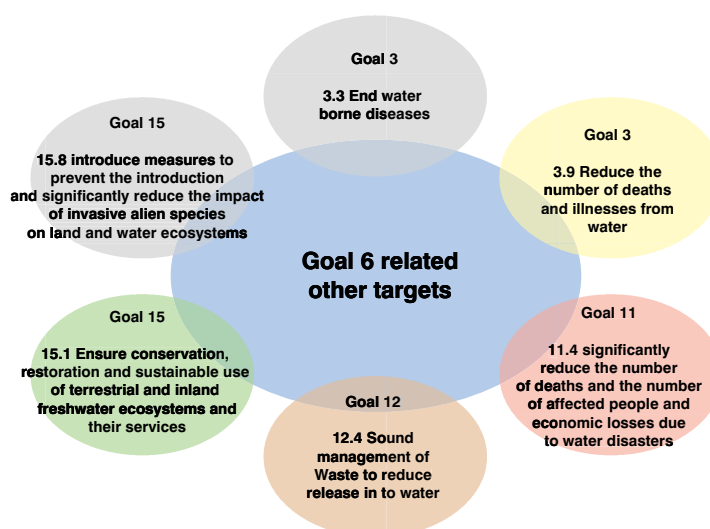 Goal 3
3.3 End water
borne diseases
Goal 3
3.9 Reduce the
number of deaths
and illnesses from
water
Goal 11
11.4 significantly
reduce the number
of deaths and the number
of affected people and
economic losses due
to water disasters
Goal 12
12.4 Sound
management of
Waste to reduce
release in to water
Goal 15
15.1 Ensure conservation,
restoration and sustainable use
of terrestrial and inland
freshwater ecosystems and
their services
Goal 15
15.8 introduce measures to
prevent the introduction
and significantly reduce the impact
of invasive alien species
on land and water ecosystems
Goal 6 related
other targets